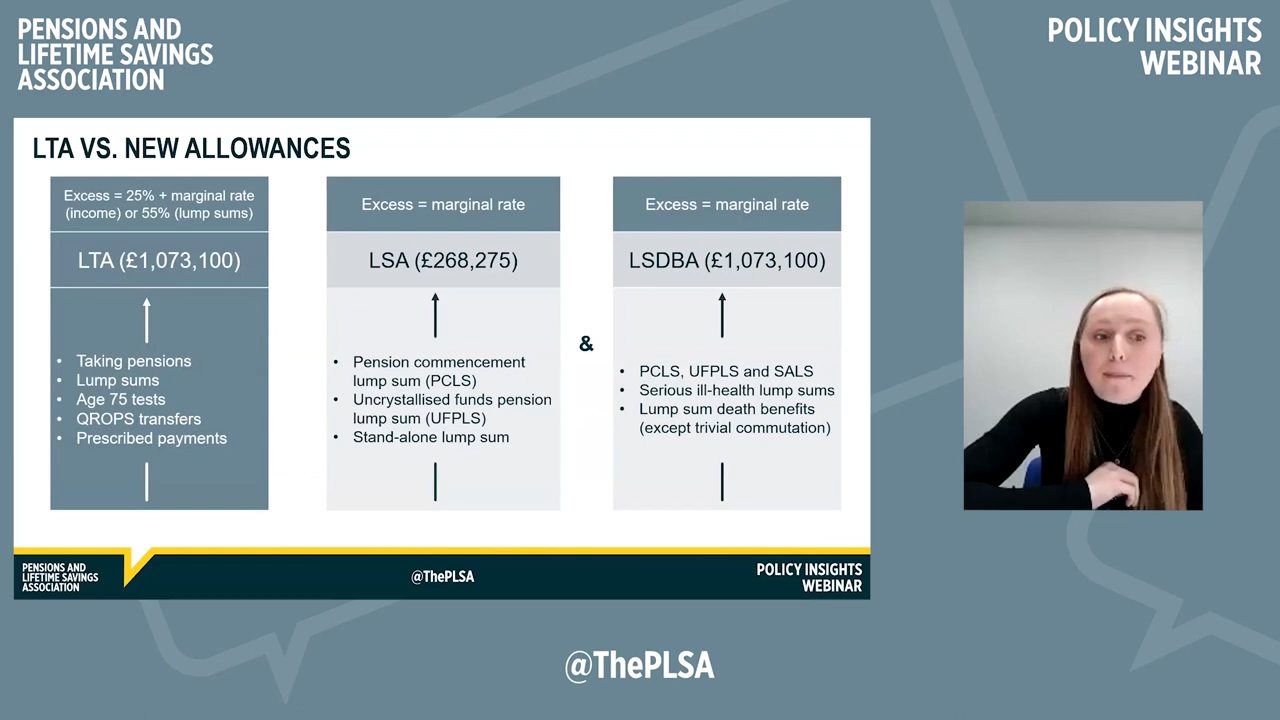 PENSIONS AND
LIFETIME SAVINGS
ASSOCIATION
POLICY INSIGHTS
WEBINAR
LTA VS. NEW ALLOWANCES
Excess = 25% + marginal rate
(income) or 55% (lump sums)
LTA (£1,073,100)
• Taking pensions
• Lump sums
• Age 75 tests
• QROPS transfers
• Prescribed payments
Excess = marginal rate
LSA (£268,275)
• Pension commencement
lump sum (PCLS)
• Uncrystallised funds pension
lump sum (UFPLS)
• Stand-alone lump sum
&
Excess = marginal rate
LSDBA (£1,073,100)
• PCLS, UFPLS and SALS
• Serious ill-health lump sums
• Lump sum death benefits
(except trivial commutation)
PENSIONS AND
LIFETIME SAVINGS
ASSOCIATION
@ThePLSA
POLICY INSIGHTS
WEBINAR
@ThePLSA